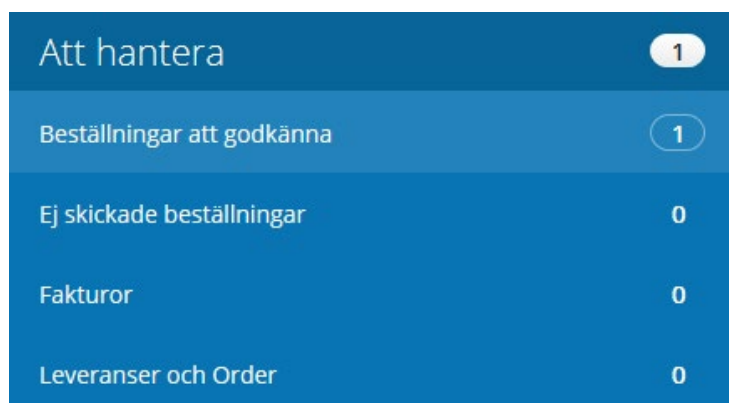 Att hantera 1
Beställningar att godkänna 1
Ej skickade beställningar 0
Fakturor 0
Leveranser och Order 0